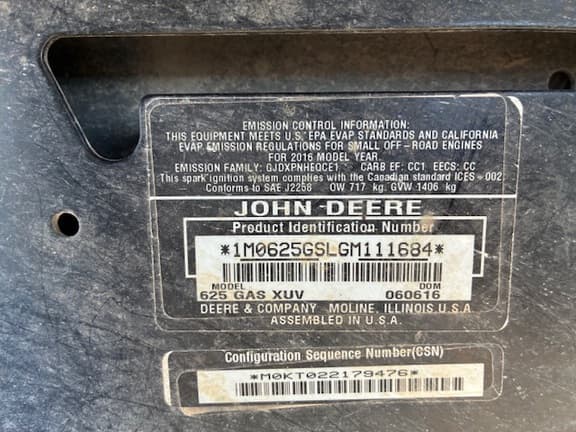 EMISSION CONTROL INFORMATION:
THIS EQUIPMENT MEETS U.S. EPA EVAP STANDARDS AND CALIFORNIA
EVAP EMISSION REGULATIONS FOR SMALL OFF-ROAD ENGINES
FOR 2016 MODEL YEAR.
EMISSION FAMILY: GJDXPNHEQCE1 CARB EF: CC1 EECS: CC
This spark ignition system complies with the Canadian standard ICES-002
Conforms to SAE J2258 OW 717 kg. GVW 1406 kg
JOHN DEERE
Product Identification Number
*1M0625GSLGM111684*
MODEL DOM
625 GAS XUV 060616
DEERE & COMPANY MOLINE, ILLINOIS U.S.A.
ASSEMBLED IN U.S.A.
Configuration Sequence Number(CSN)
*M0KT022179476*